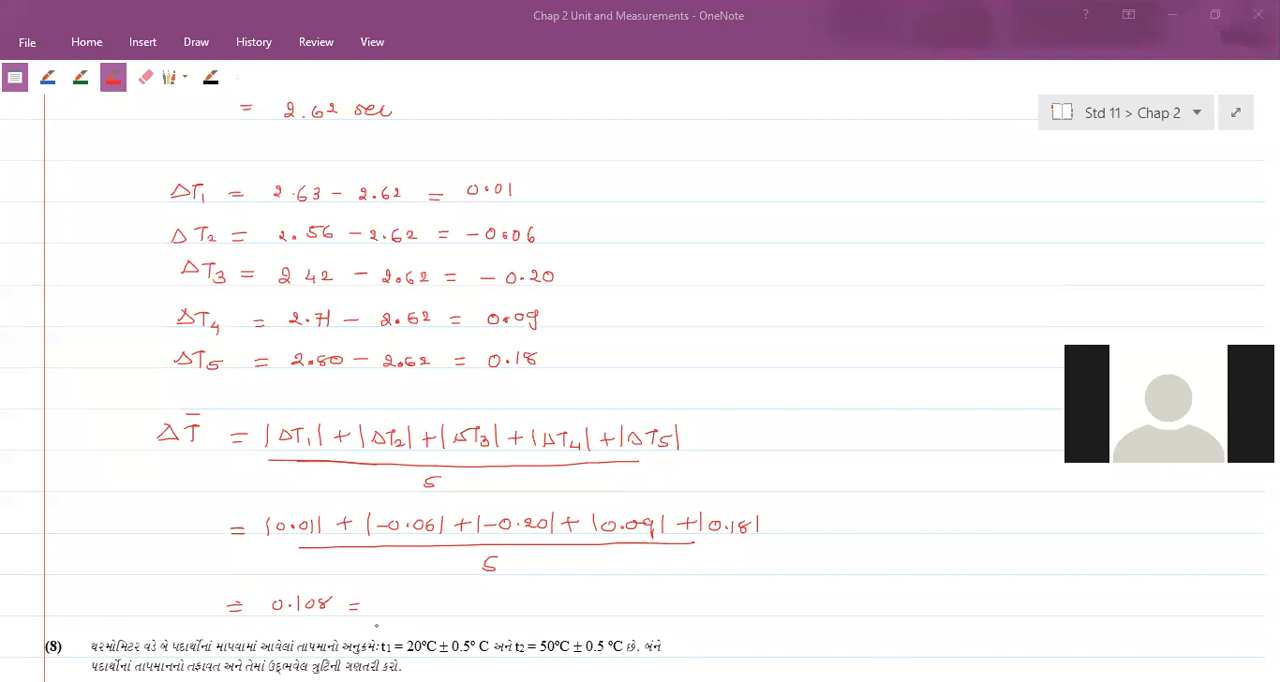 Chap 2 Unit and Measurements - OneNote
File Home Insert Draw History Review View
Std 11 > Chap 2
= 2.62 sec
ΔT₁ = 2.63 - 2.62 = 0.01
ΔT₂ = 2.56 - 2.62 = -0.06
ΔT₃ = 2 42 - 2.62 = - 0.20
ΔT₄ = 2.71 - 2.62 = 0.09
ΔT₅ = 2.80 - 2.62 = 0.18
ΔT̄ = |ΔT₁| + |ΔT₂| + |ΔT₃| + |ΔT₄| + |ΔT₅|
5
= |0.01| + |-0.06| + |-0.20| + |0.09| + |0.18|
5
= 0.108 =
(8) થરમોમિટર વડે બે પદાર્થોનાં માપવામાં આવેલાં તાપમાનો અનુક્રમે t₁ = 20ºC ± 0.5º C અને t₂ = 50ºC ± 0.5 ºC છે. બંને
પદાર્થોનાં તાપમાનનો તફાવત અને તેમાં ઉદ્ભવેલ ત્રુટિની ગણતરી કરો.